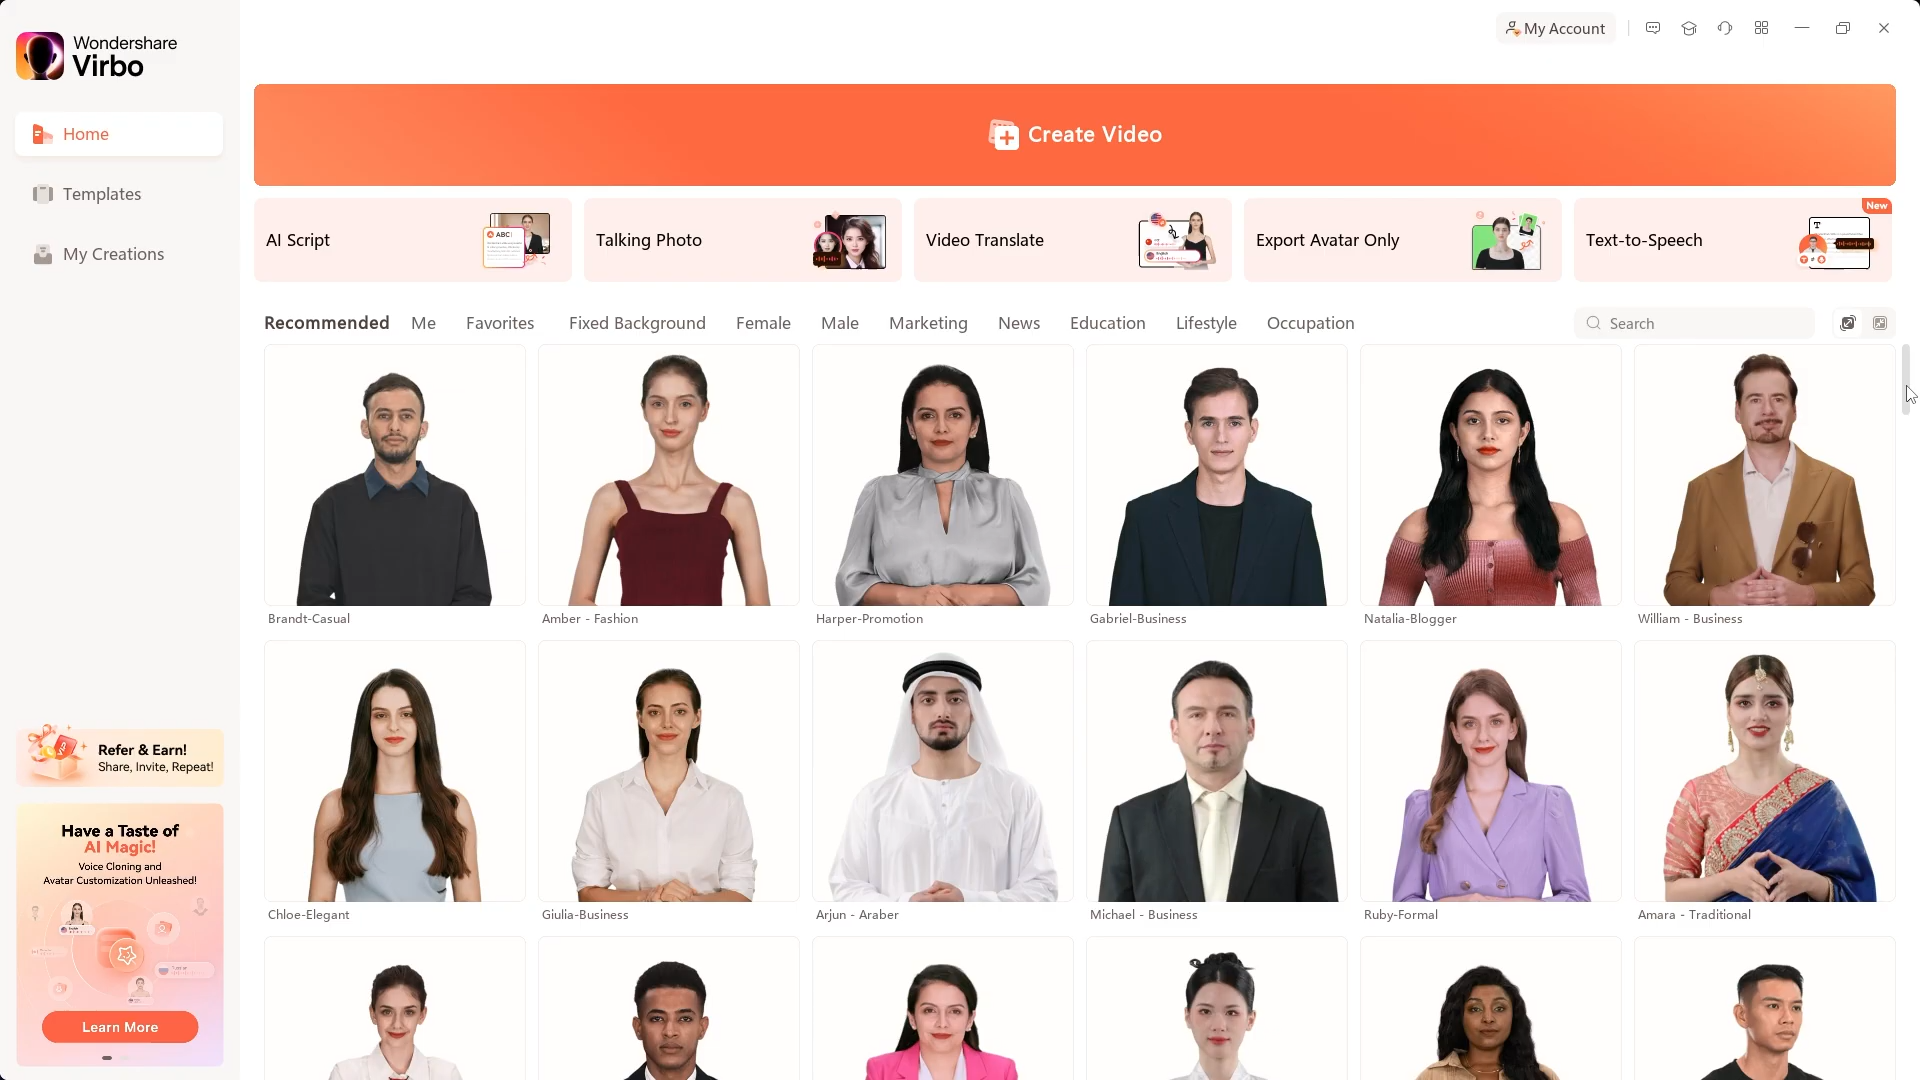 Wondershare
Virbo
My Account
Home
Templates
My Creations
Create Video
AI Script
ABC
Talking Photo
Video Translate
Export Avatar Only
Text-to-Speech
New
T
Recommended
Me
Favorites
Fixed Background
Female
Male
Marketing
News
Education
Lifestyle
Occupation
Search
Brandt-Casual
Amber - Fashion
Harper-Promotion
Gabriel-Business
Natalia-Blogger
William - Business
Chloe-Elegant
Giulia-Business
Arjun - Araber
Michael - Business
Ruby-Formal
Amara - Traditional
Refer & Earn!
Share, Invite, Repeat!
Have a Taste of
AI Magic!
Voice Cloning and
Avatar Customization Unleashed!
Learn More